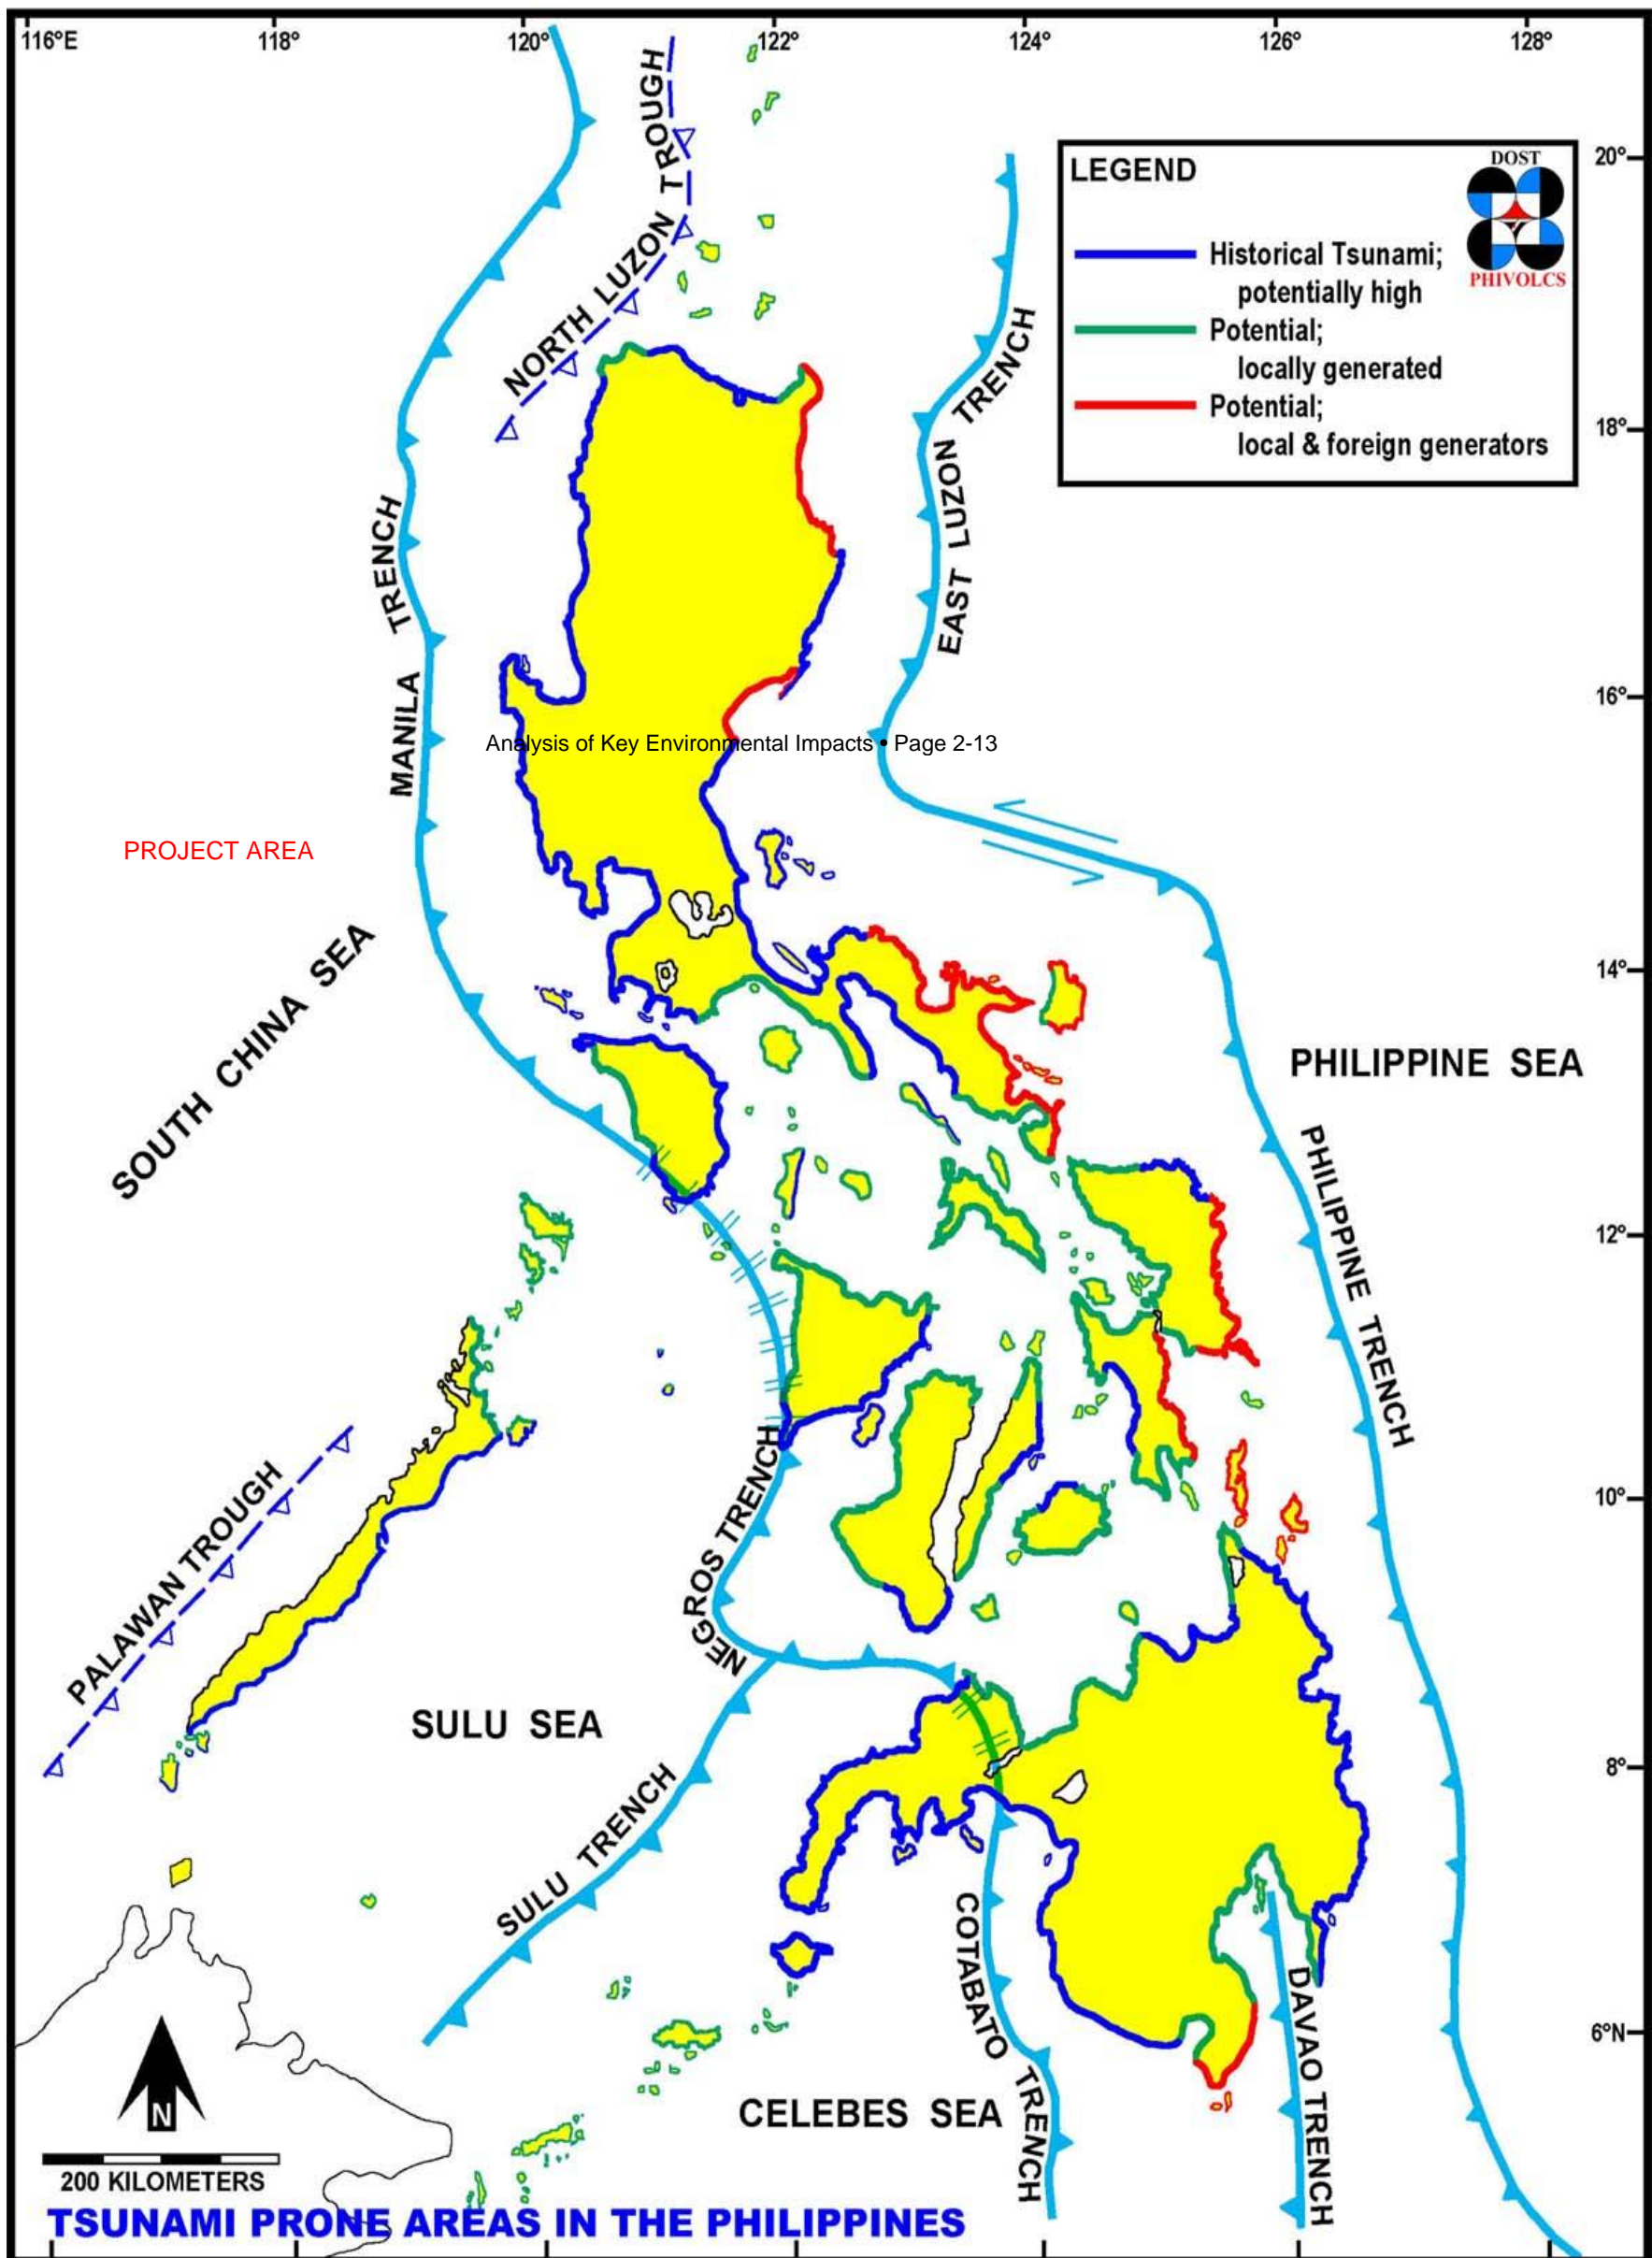 116°E
118°
120°
122°
124°
126°
128°
NORTH LUZON TROUGH
LEGEND
DOST
PHIVOLCS
Historical Tsunami;
potentially high
Potential;
locally generated
Potential;
local & foreign generators
20°
18°
16°
14°
12°
10°
8°
6°N
MANILA TRENCH
EAST LUZON TRENCH
Analysis of Key Environmental Impacts • Page 2-13
PROJECT AREA
SOUTH CHINA SEA
PHILIPPINE SEA
PHILIPPINE TRENCH
NEGROS TRENCH
PALAWAN TROUGH
SULU SEA
SULU TRENCH
COTABATO TRENCH
DAVAO TRENCH
CELEBES SEA
N
200 KILOMETERS
TSUNAMI PRONE AREAS IN THE PHILIPPINES